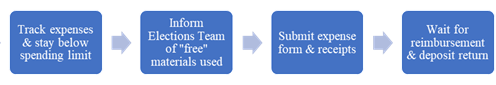 Track expenses
& stay below
spending limit
Inform
Elections Team
of "free"
materials used
Submit expense
form & receipts
Wait for
reimbursement
& deposit return